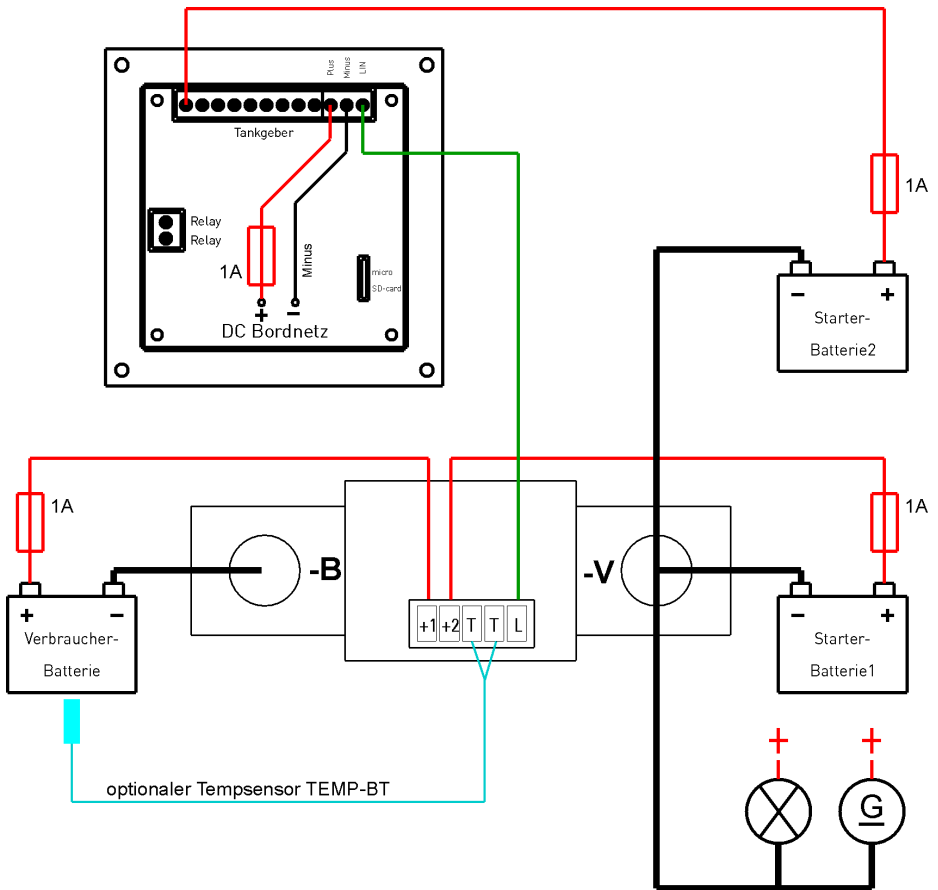 Plus
Minus
LIN
Tankgeber
Relay
Relay
1A
Minus
micro
SD-card
+ −
DC Bordnetz
1A
− +
Starter-
Batterie2
1A
1A
-B
-V
+1 +2 T T L
+ −
Verbraucher-
Batterie
− +
Starter-
Batterie1
optionaler Tempsensor TEMP-BT
+ +
G